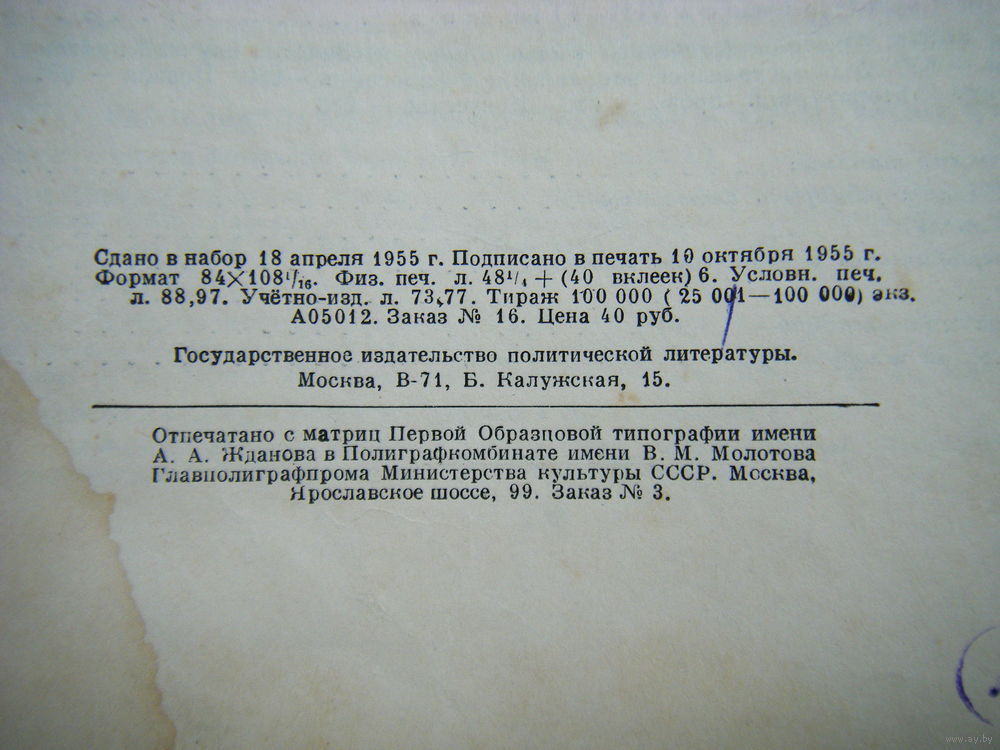 Сдано в набор 18 апреля 1955 г. Подписано в печать 10 октября 1955 г.
Формат 84×108¹/₁₆. Физ. печ. л. 48¹/₄ + (40 вклеек) 6. Условн. печ.
л. 88,97. Учётно-изд. л. 73,77. Тираж 100 000 (25 001—100 000) экз.
А05012. Заказ № 16. Цена 40 руб.
Государственное издательство политической литературы.
Москва, В-71, Б. Калужская, 15.
Отпечатано с матриц Первой Образцовой типографии имени
А. А. Жданова в Полиграфкомбинате имени В. М. Молотова
Главполиграфпрома Министерства культуры СССР. Москва,
Ярославское шоссе, 99. Заказ № 3.
www.ay.by